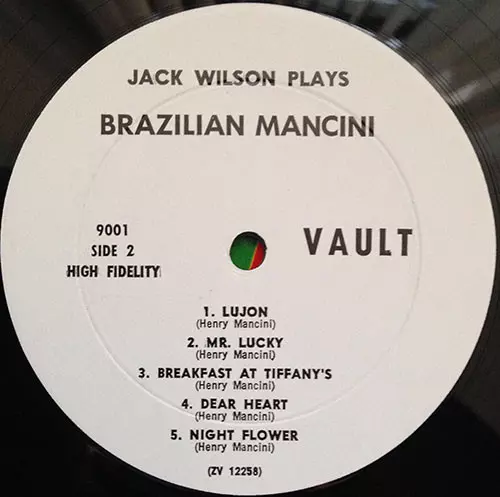 JACK WILSON PLAYS
BRAZILIAN MANCINI
9001
SIDE 2
HIGH FIDELITY
VAULT
1. LUJON
(Henry Mancini)
2. MR. LUCKY
(Henry Mancini)
3. BREAKFAST AT TIFFANY'S
(Henry Mancini)
4. DEAR HEART
(Henry Mancini)
5. NIGHT FLOWER
(Henry Mancini)
(ZV 12258)